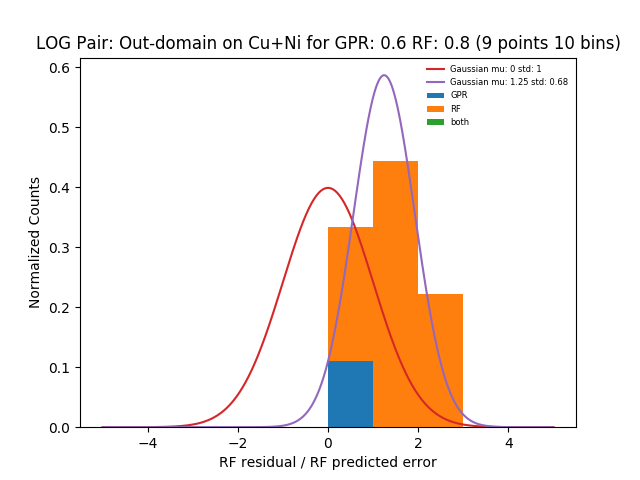 LOG Pair: Out-domain on Cu+Ni for GPR: 0.6 RF: 0.8 (9 points 10 bins)
Gaussian mu: 0 std: 1
Gaussian mu: 1.25 std: 0.68
GPR
RF
both
0.6
0.5
0.4
0.3
0.2
0.1
0.0
Normalized Counts
−4
−2
0
2
4
RF residual / RF predicted error